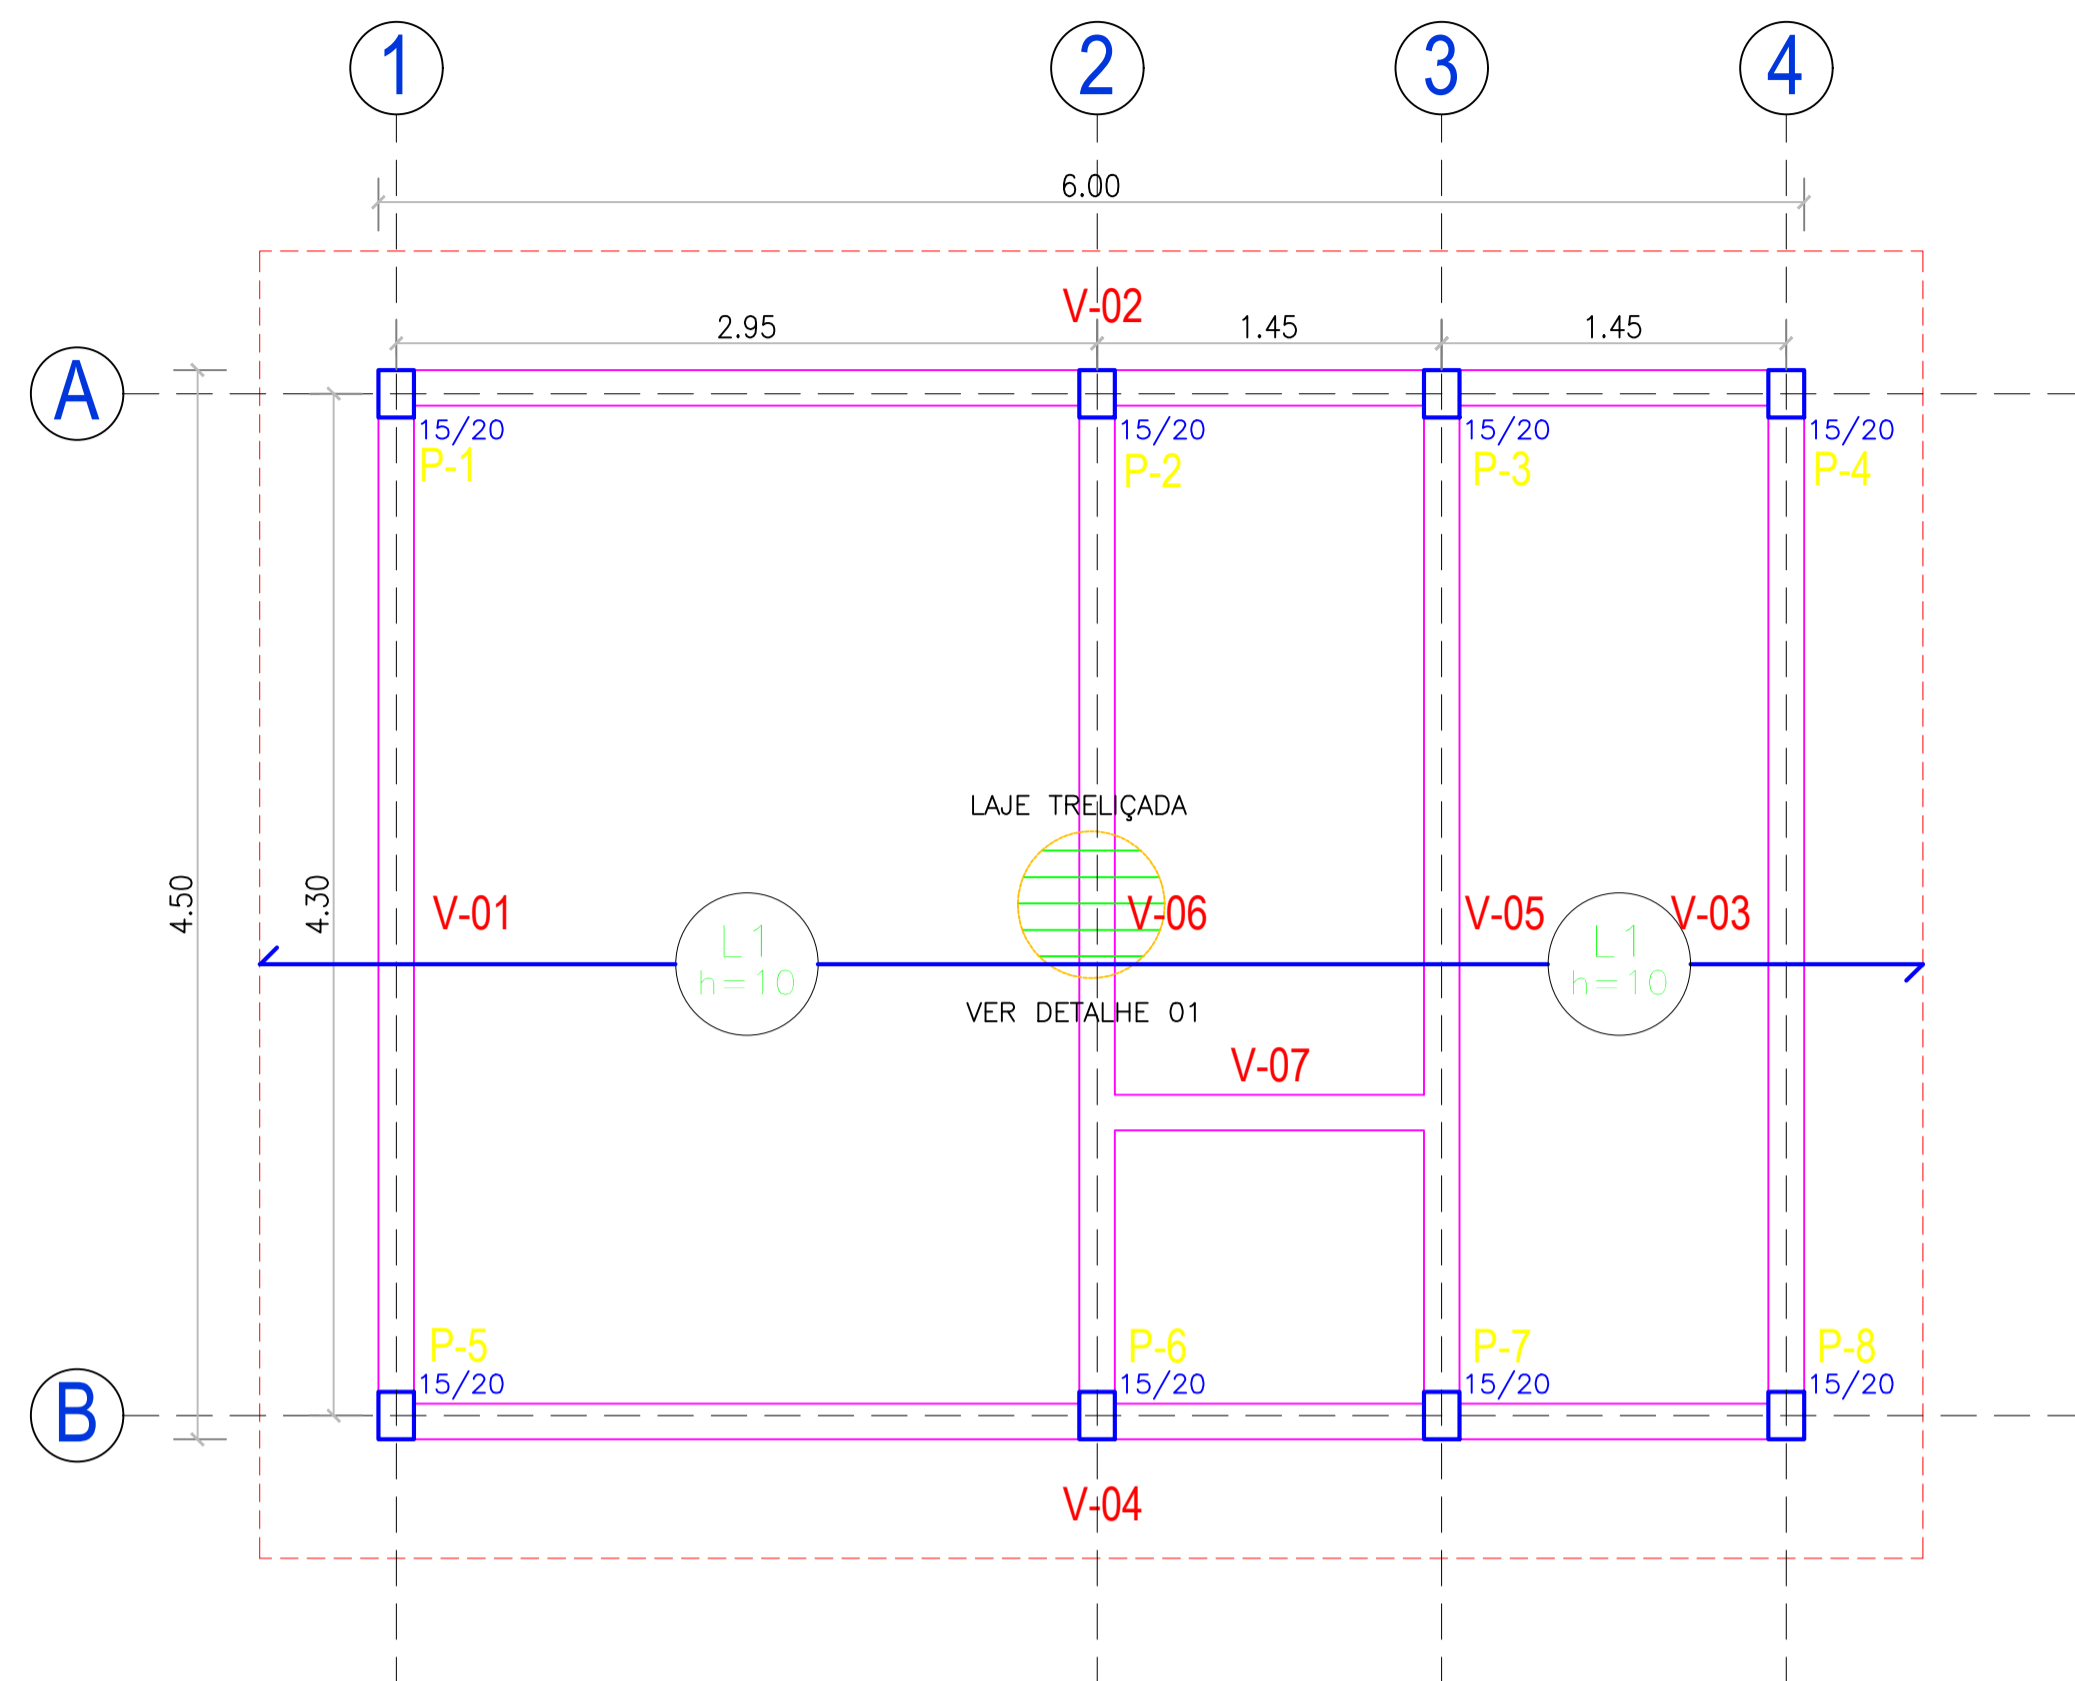 1 2 3 4
6.00
V-02
2.95 1.45 1.45
A
15/20 15/20 15/20 15/20
P-1 P-2 P-3 P-4
LAJE TRELIÇADA
4.50 4.30 V-01 V-06 V-05 V-03
L1 L1
h=10 h=10
VER DETALHE 01
V-07
P-5 P-6 P-7 P-8
15/20 15/20 15/20 15/20
B
V-04